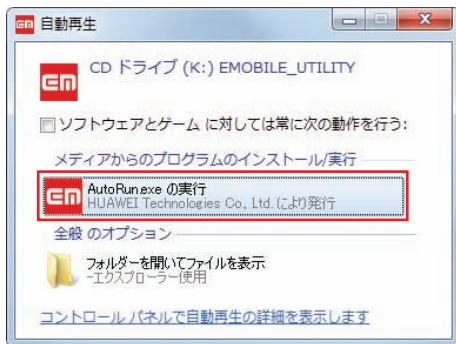 EM 自動再生
CD ドライブ (K:) EMOBILE_UTILITY
EM
ソフトウェアとゲーム に対しては常に次の動作を行う:
メディアからのプログラムのインストール/実行
EM AutoRun.exe の実行
HUAWEI Technologies Co., Ltd. により発行
全般 のオプション
フォルダーを開いてファイルを表示
-エクスプローラー使用
コントロール パネルで自動再生の詳細を表示します